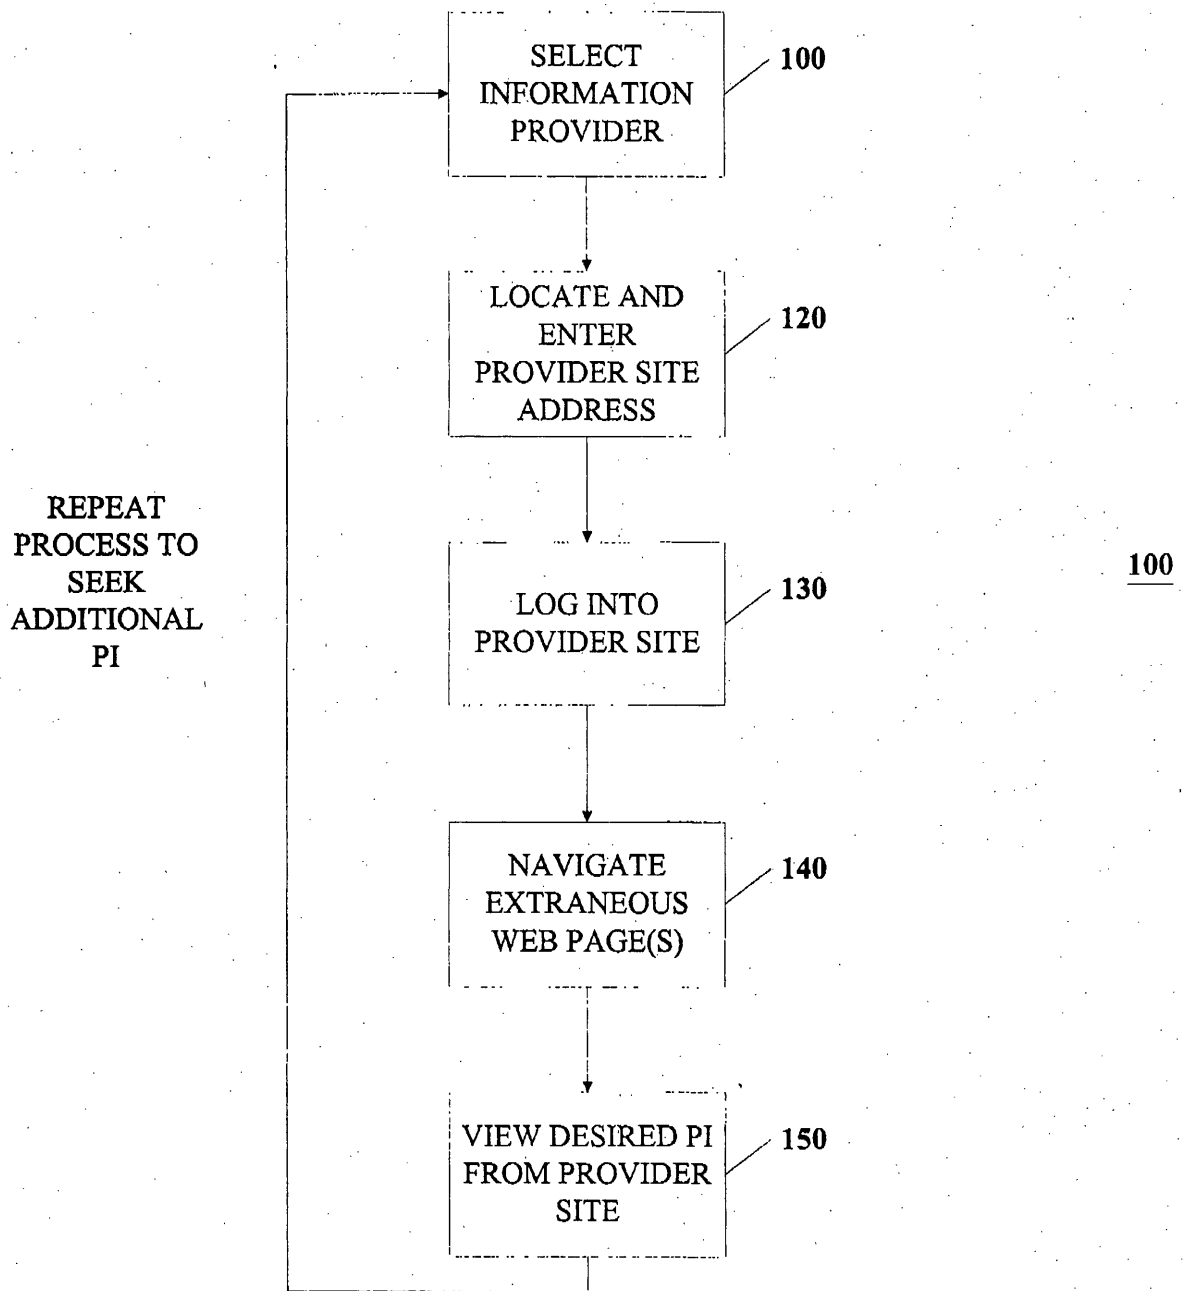 SELECT
INFORMATION
PROVIDER
100
LOCATE AND
ENTER
PROVIDER SITE
ADDRESS
120
REPEAT
PROCESS TO
SEEK
ADDITIONAL
PI
LOG INTO
PROVIDER SITE
130
100
NAVIGATE
EXTRANEOUS
WEB PAGE(S)
140
VIEW DESIRED PI
FROM PROVIDER
SITE
150